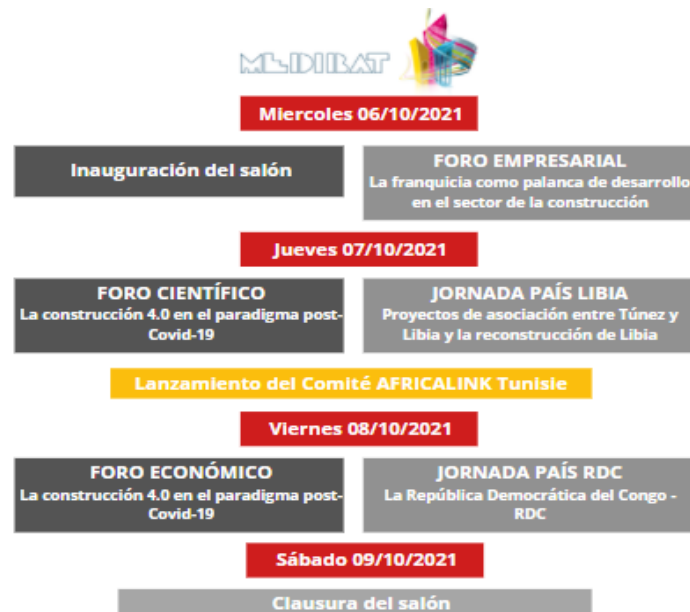 MEDIBAT
Miercoles 06/10/2021
Inauguración del salón
FORO EMPRESARIAL
La franquicia como palanca de desarrollo
en el sector de la construcción
Jueves 07/10/2021
FORO CIENTÍFICO
La construcción 4.0 en el paradigma post-
Covid-19
JORNADA PAÍS LIBIA
Proyectos de asociación entre Túnez y
Libia y la reconstrucción de Libia
Lanzamiento del Comité AFRICALINK Tunisie
Viernes 08/10/2021
FORO ECONÓMICO
La construcción 4.0 en el paradigma post-
Covid-19
JORNADA PAÍS RDC
La República Democrática del Congo -
RDC
Sábado 09/10/2021
Clausura del salón